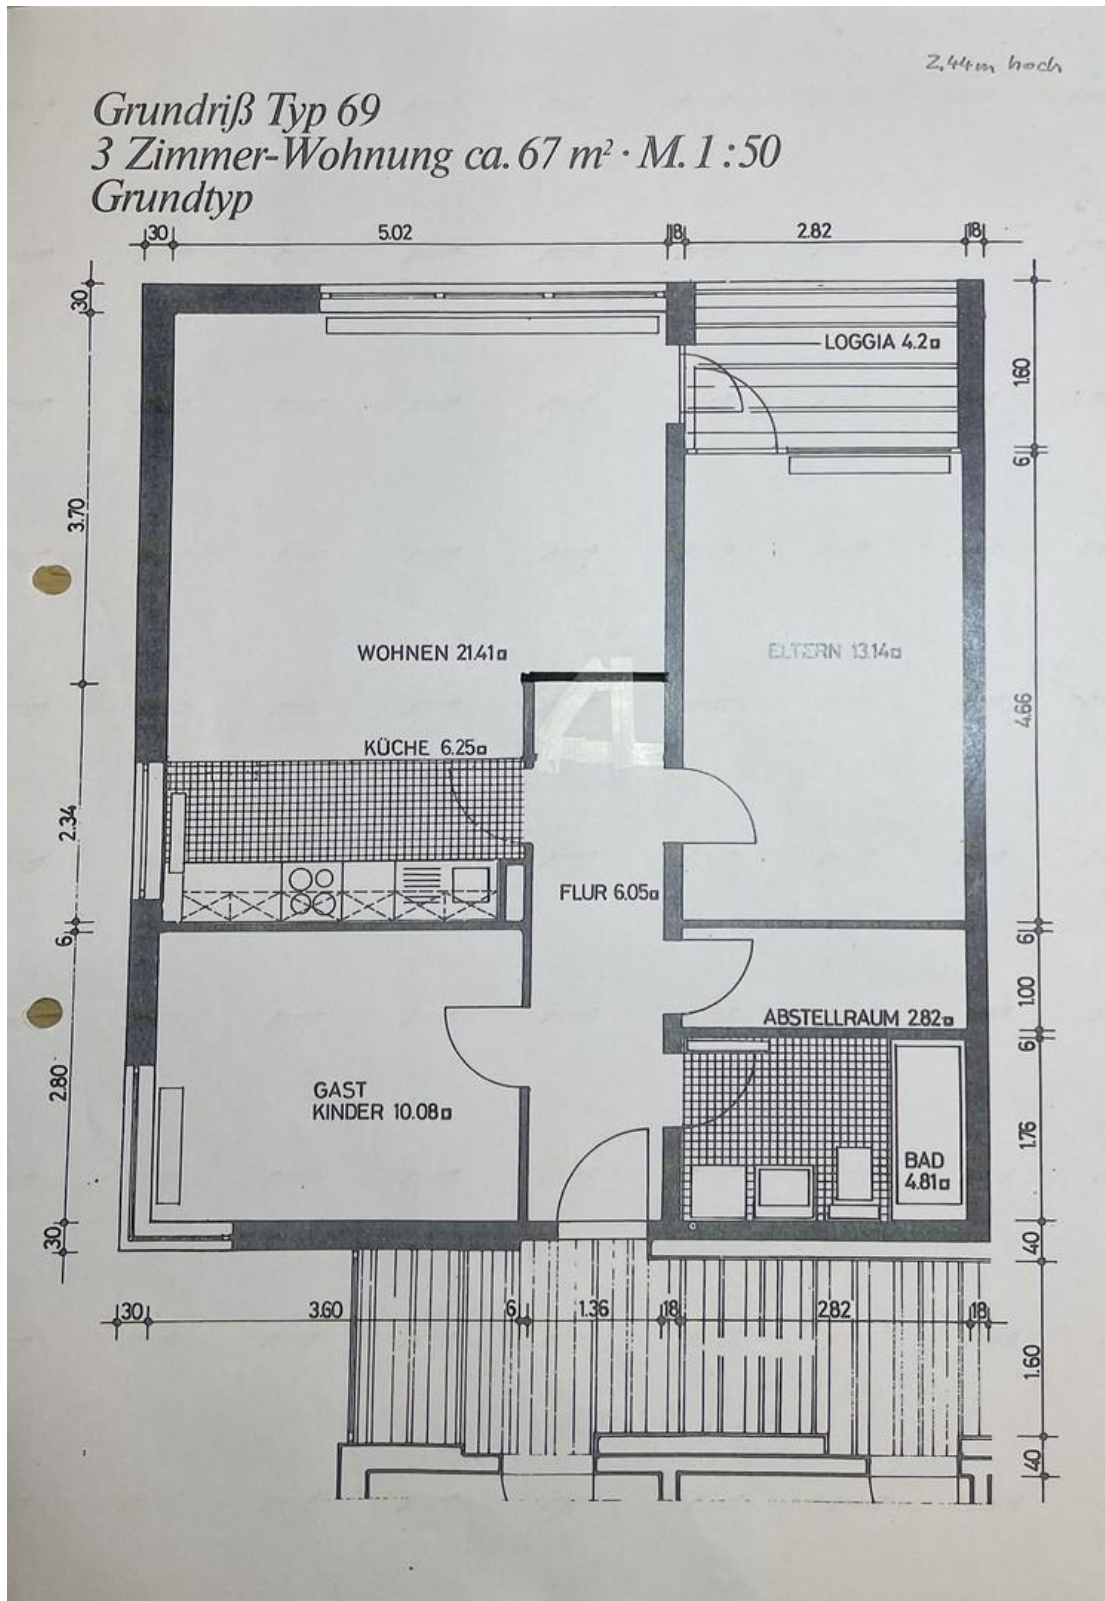 2,44m hoch
Grundriß Typ 69
3 Zimmer-Wohnung ca. 67 m² · M. 1:50
Grundtyp
30 5.02 18 2.82 18
30
LOGGIA 4.2□
1.60
6
3.70
WOHNEN 21.41□
ELTERN 13.14□
4.66
KÜCHE 6.25□
2.34
FLUR 6.05□
6
6
1.00
ABSTELLRAUM 2.82□
6
2.80
GAST
KINDER 10.08□
1.76
BAD
4.81□
30
40
30 3.60 6 1.36 18 2.82 18
1.60
40